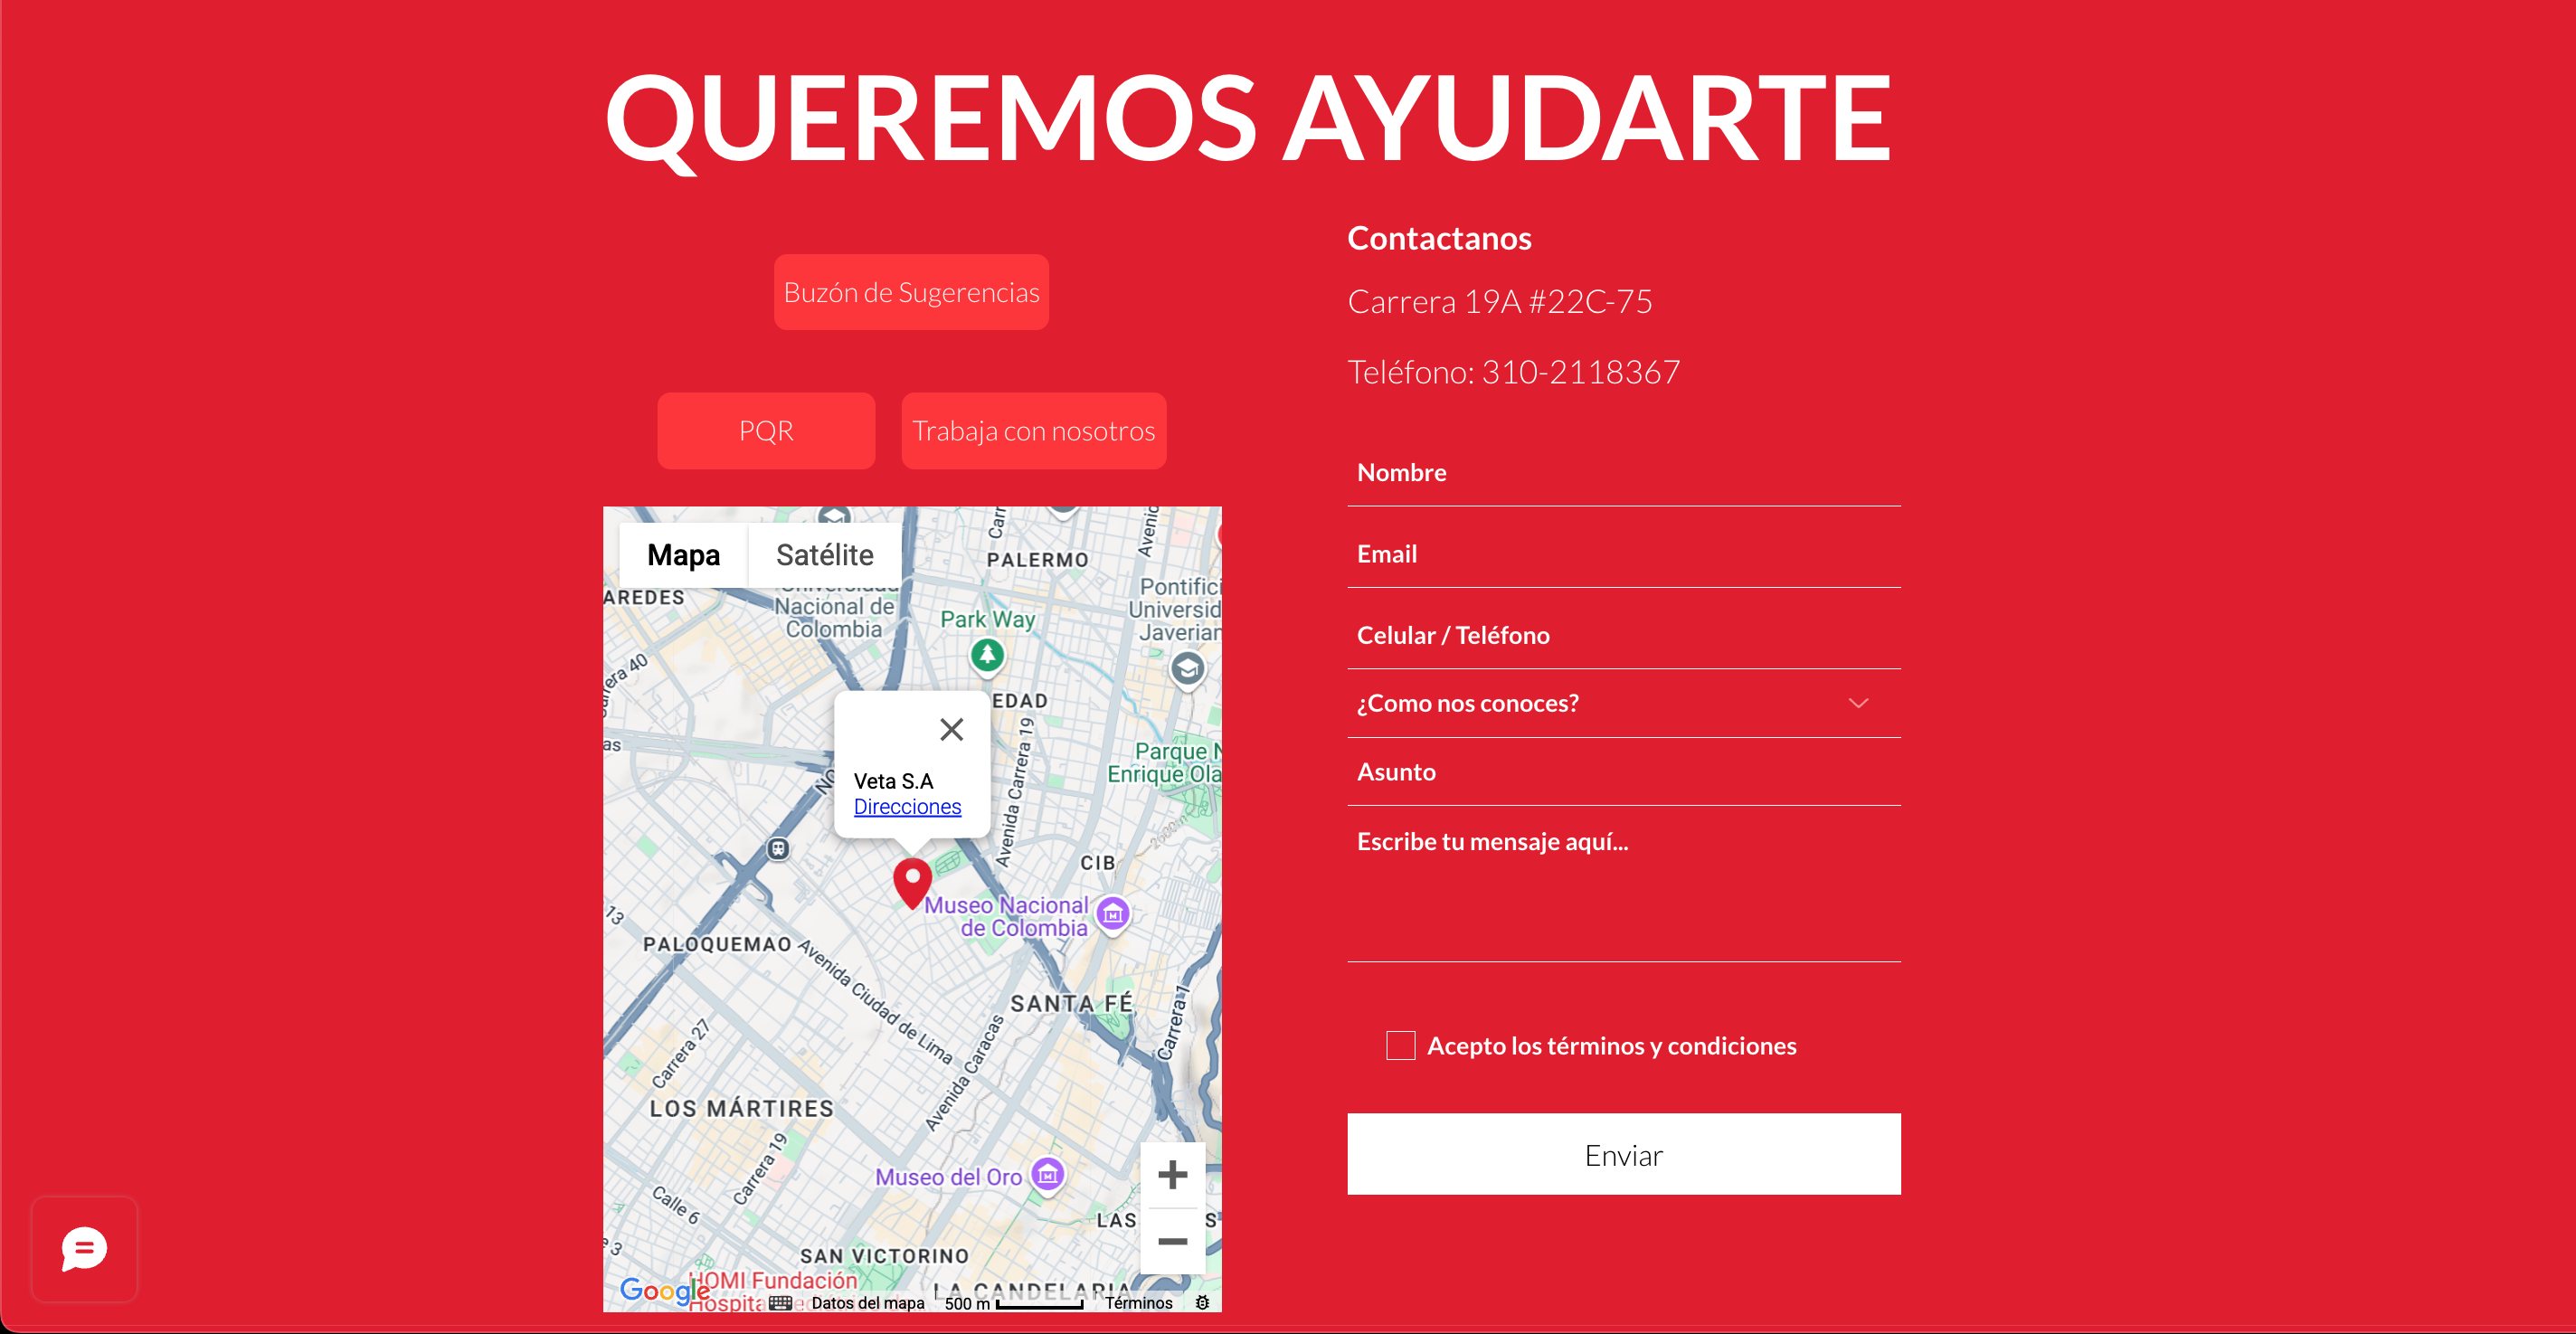 QUEREMOS AYUDARTE
Buzón de Sugerencias
PQR
Trabaja con nosotros
Mapa
Satélite
PALERMO
AREDES
Nacional de
Colombia
Park Way
Pontifici
Universid
Javerian
Carrera 19
EDAD
Avenida Carrera 19
Parque N
Enrique Ola
Veta S.A
Direcciones
CIB
Museo Nacional
de Colombia
PALOQUEMAO
Avenida Ciudad de Lima
SANTA FÉ
Carrera 1
Carrera 27
Avenida Caracas
LOS MÁRTIRES
Museo del Oro
Calle 6
LAS
SAN VICTORINO
HOMI Fundación
LA CANDELARIA
Google
Datos del mapa
500 m
Términos
Contactanos
Carrera 19A #22C-75
Teléfono: 310-2118367
Nombre
Email
Celular / Teléfono
¿Como nos conoces?
Asunto
Escribe tu mensaje aquí...
Acepto los términos y condiciones
Enviar